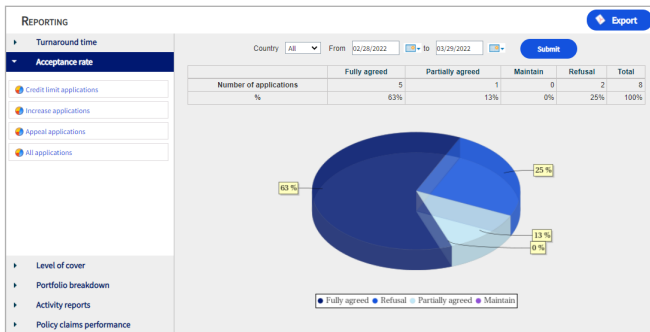 REPORTING
Export
Turnaround time
Acceptance rate
Credit limit applications
Increase applications
Appeal applications
All applications
Level of cover
Portfolio breakdown
Activity reports
Policy claims performance
Country All From 02/28/2022 to 03/29/2022 Submit
Fully agreed Partially agreed Maintain Refusal Total
Number of applications 5 1 0 2 8
% 63% 13% 0% 25% 100%
25 %
63 %
13 %
0 %
Fully agreed Refusal Partially agreed Maintain